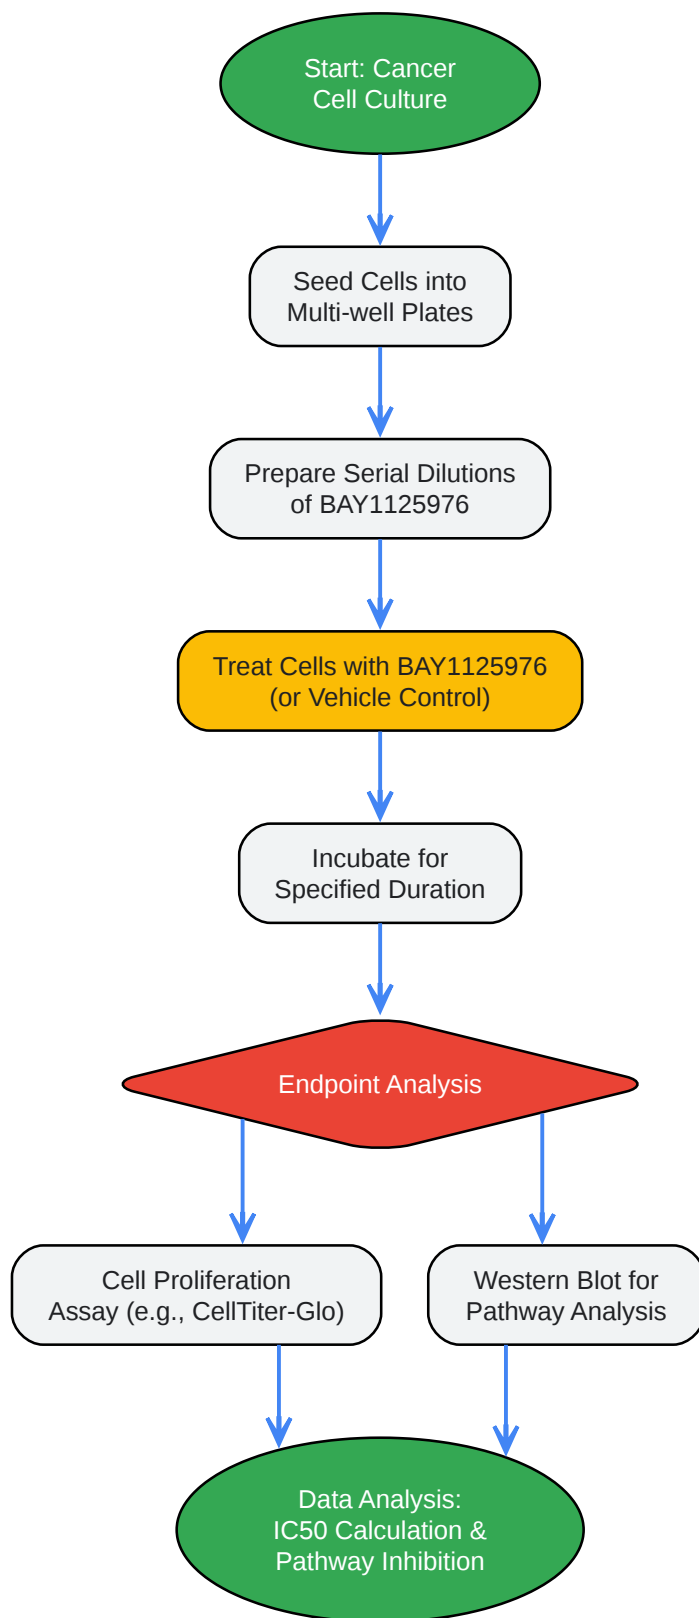 Start: Cancer
Cell Culture
Seed Cells into
Multi-well Plates
Prepare Serial Dilutions
of BAY1125976
Treat Cells with BAY1125976
(or Vehicle Control)
Incubate for
Specified Duration
Endpoint Analysis
Cell Proliferation
Assay (e.g., CellTiter-Glo)
Western Blot for
Pathway Analysis
Data Analysis:
IC50 Calculation &
Pathway Inhibition